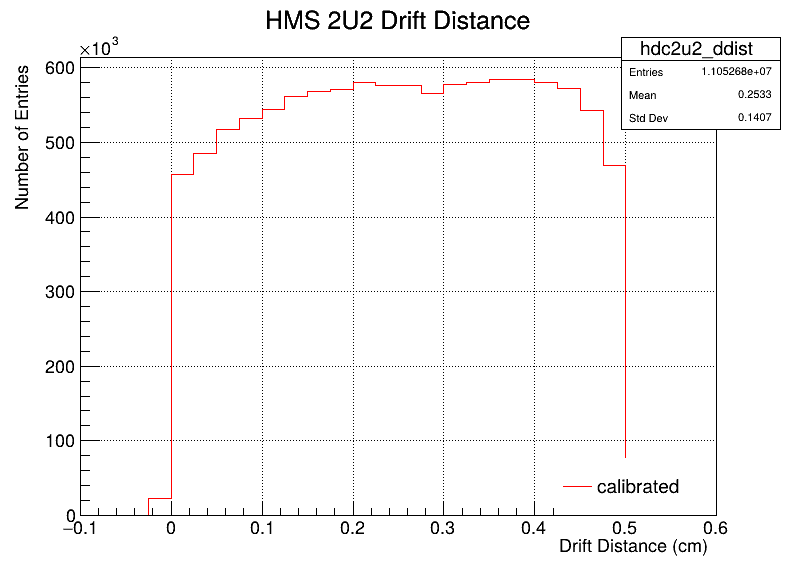 HMS 2U2 Drift Distance
×10³
hdc2u2_ddist
Entries 1.105268e+07
Mean 0.2533
Std Dev 0.1407
Number of Entries
600
500
400
300
200
100
0
−0.1 0 0.1 0.2 0.3 0.4 0.5 0.6
calibrated
Drift Distance (cm)